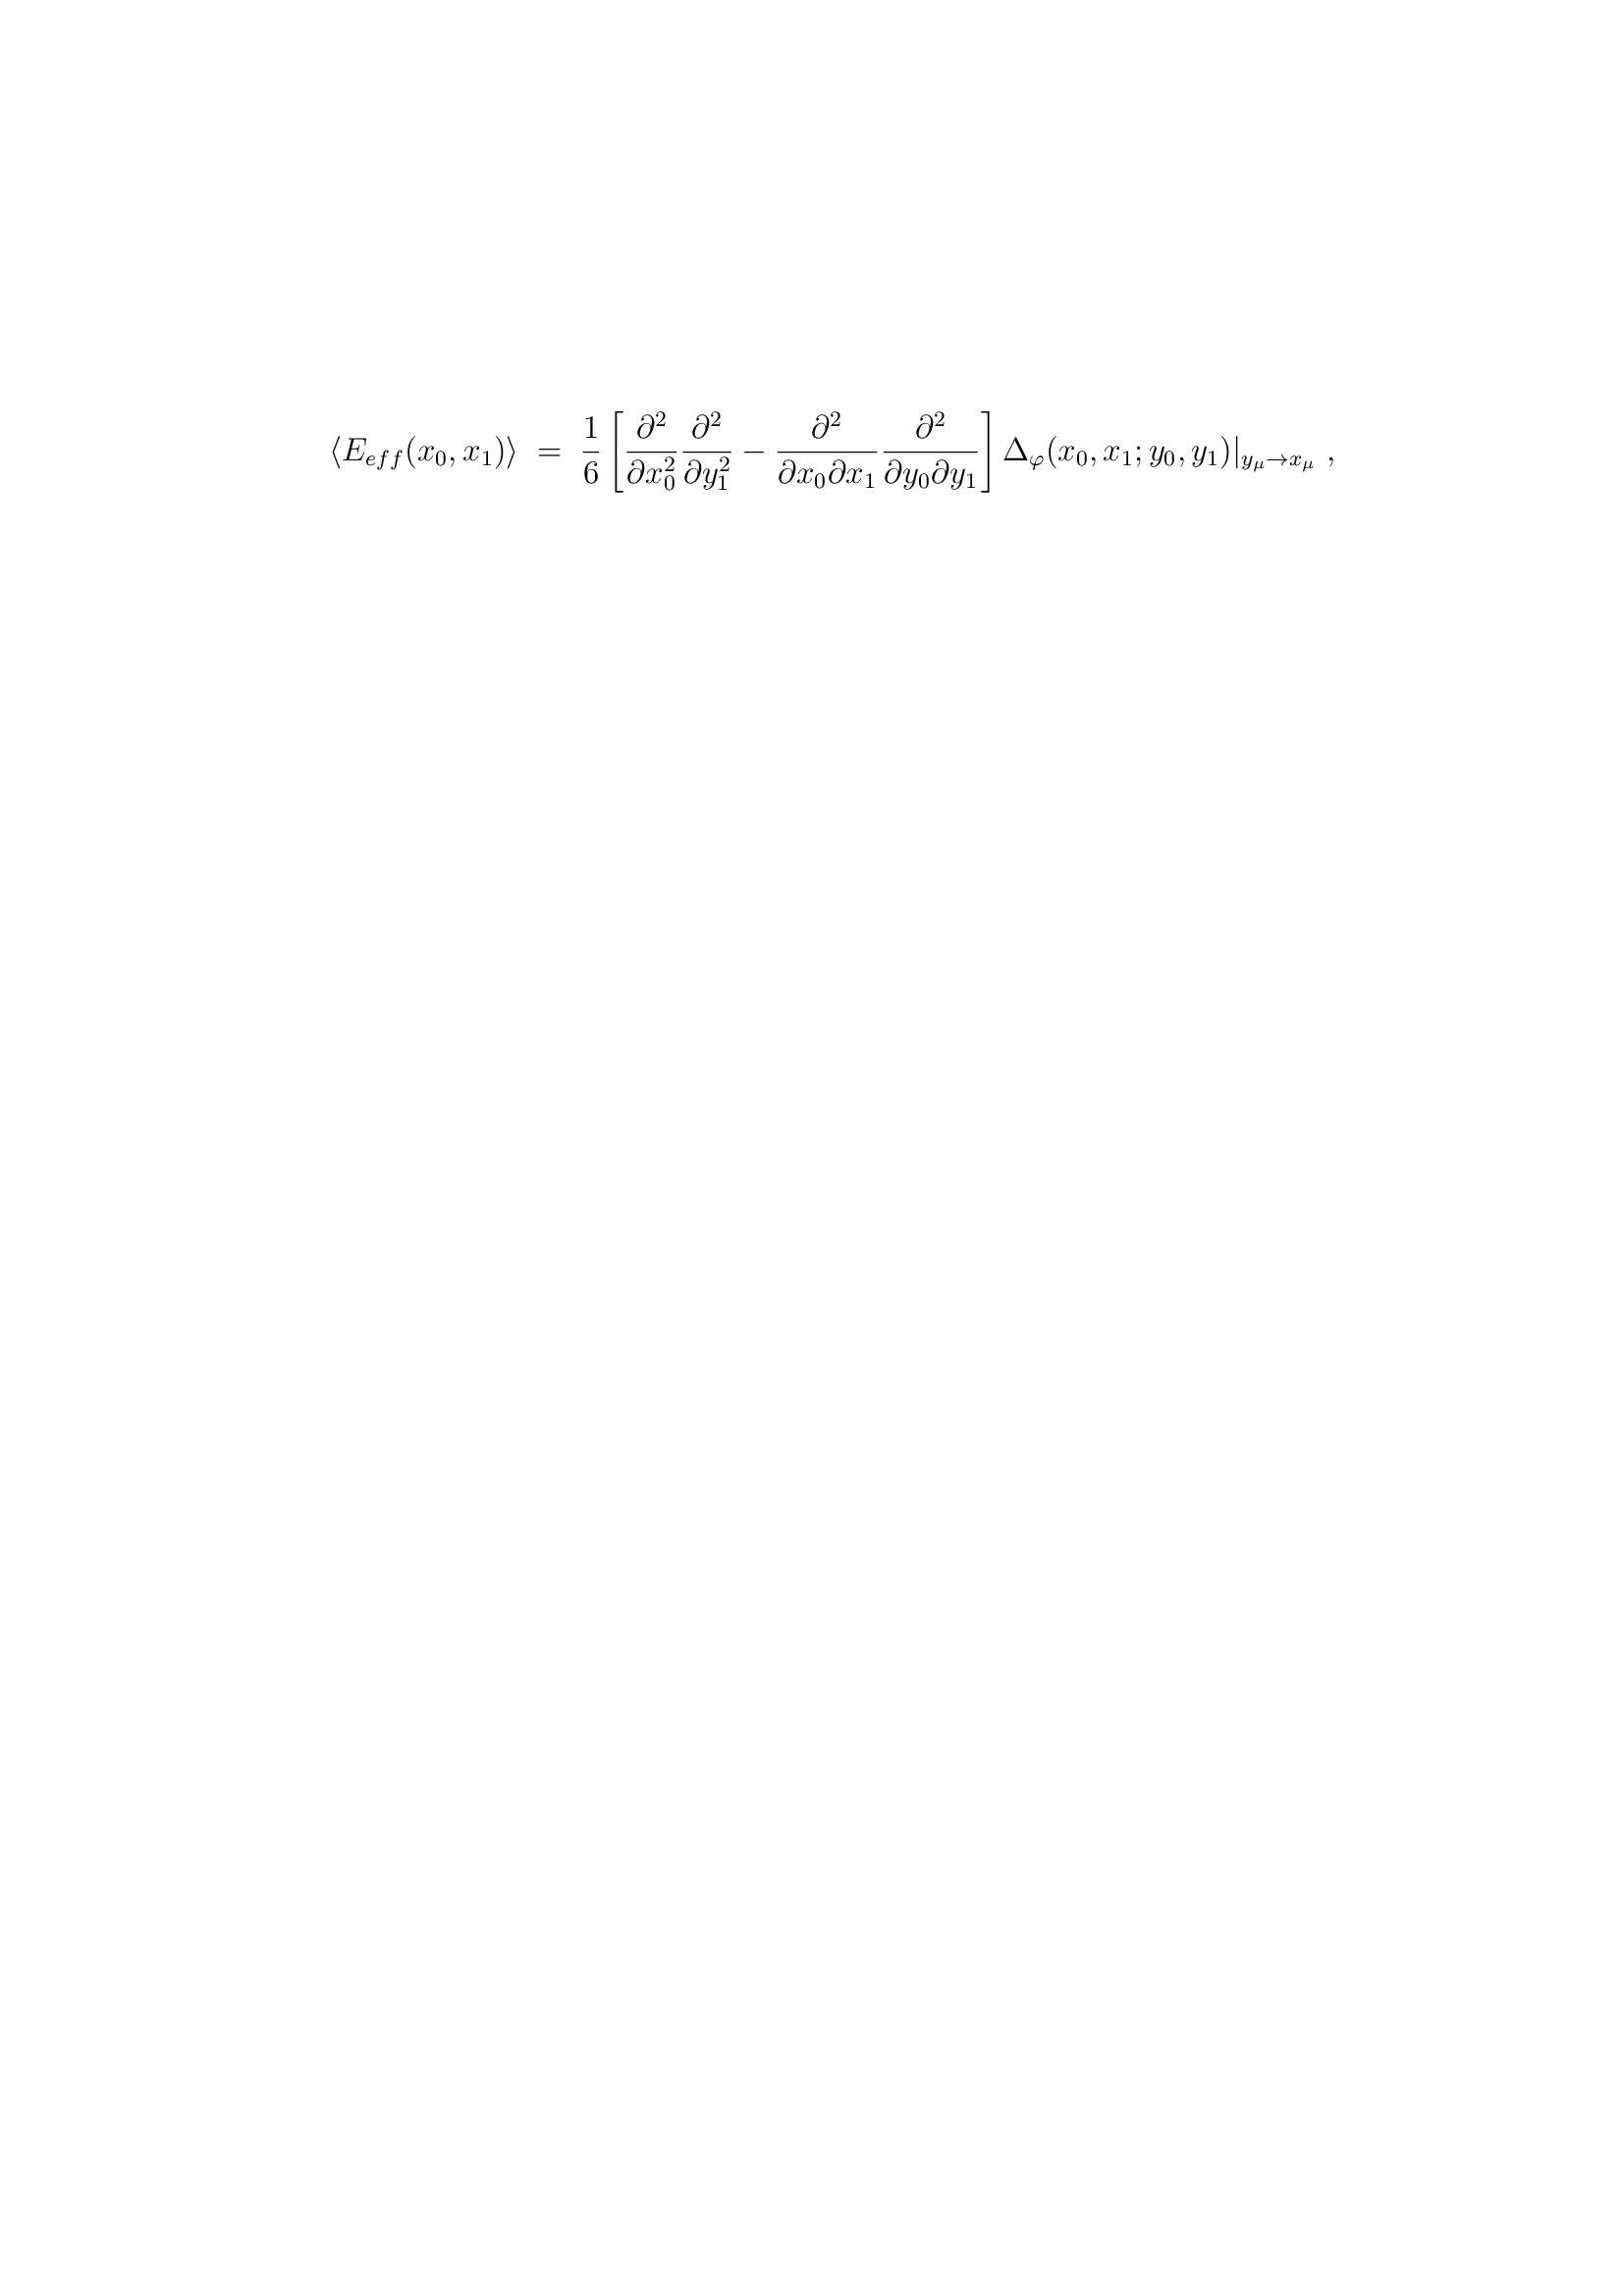 \langle E_{eff}(x_0, x_1) \rangle \; = \; \frac{1}{6} \left[ \frac{\partial^2}{\partial x_0^2} \frac{\partial^2}{\partial y_1^2} - \frac{\partial^2}{\partial x_0 \partial x_1} \frac{\partial^2}{\partial y_0 \partial y_1} \right] \Delta_\varphi(x_0, x_1; y_0, y_1)|_{y_\mu \to x_\mu} \; ,